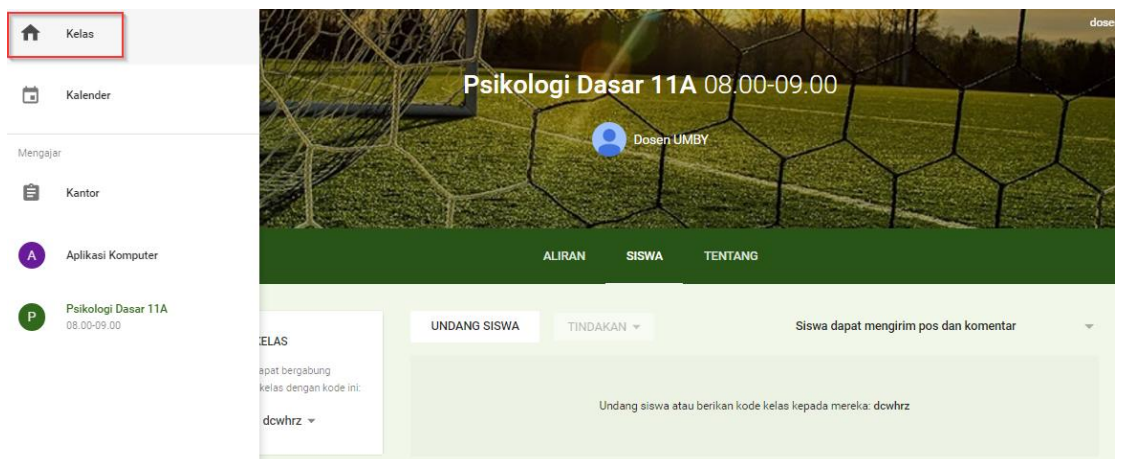 Kelas
Kalender
Mengajar
Kantor
A
Aplikasi Komputer
P
Psikologi Dasar 11A
08.00-09.00
dose
Psikologi Dasar 11A 08.00-09.00
Dosen UMBY
ALIRAN SISWA TENTANG
ELAS
apat bergabung
kelas dengan kode ini:
dcwhrz
UNDANG SISWA TINDAKAN Siswa dapat mengirim pos dan komentar
Undang siswa atau berikan kode kelas kepada mereka: dcwhrz